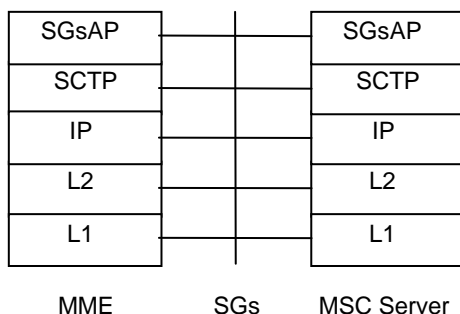 SGsAP SGsAP
SCTP SCTP
IP IP
L2 L2
L1 L1
MME SGs MSC Server